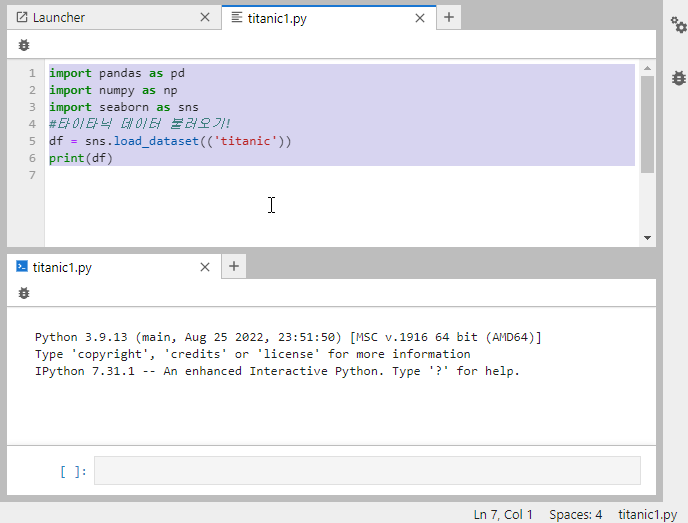 Launcher
titanic1.py
1 import pandas as pd
2 import numpy as np
3 import seaborn as sns
4 #타이타닉 데이터 불러오기!
5 df = sns.load_dataset(('titanic'))
6 print(df)
7
titanic1.py
Python 3.9.13 (main, Aug 25 2022, 23:51:50) [MSC v.1916 64 bit (AMD64)]
Type 'copyright', 'credits' or 'license' for more information
IPython 7.31.1 -- An enhanced Interactive Python. Type '?' for help.
[ ]:
Ln 7, Col 1 Spaces: 4 titanic1.py